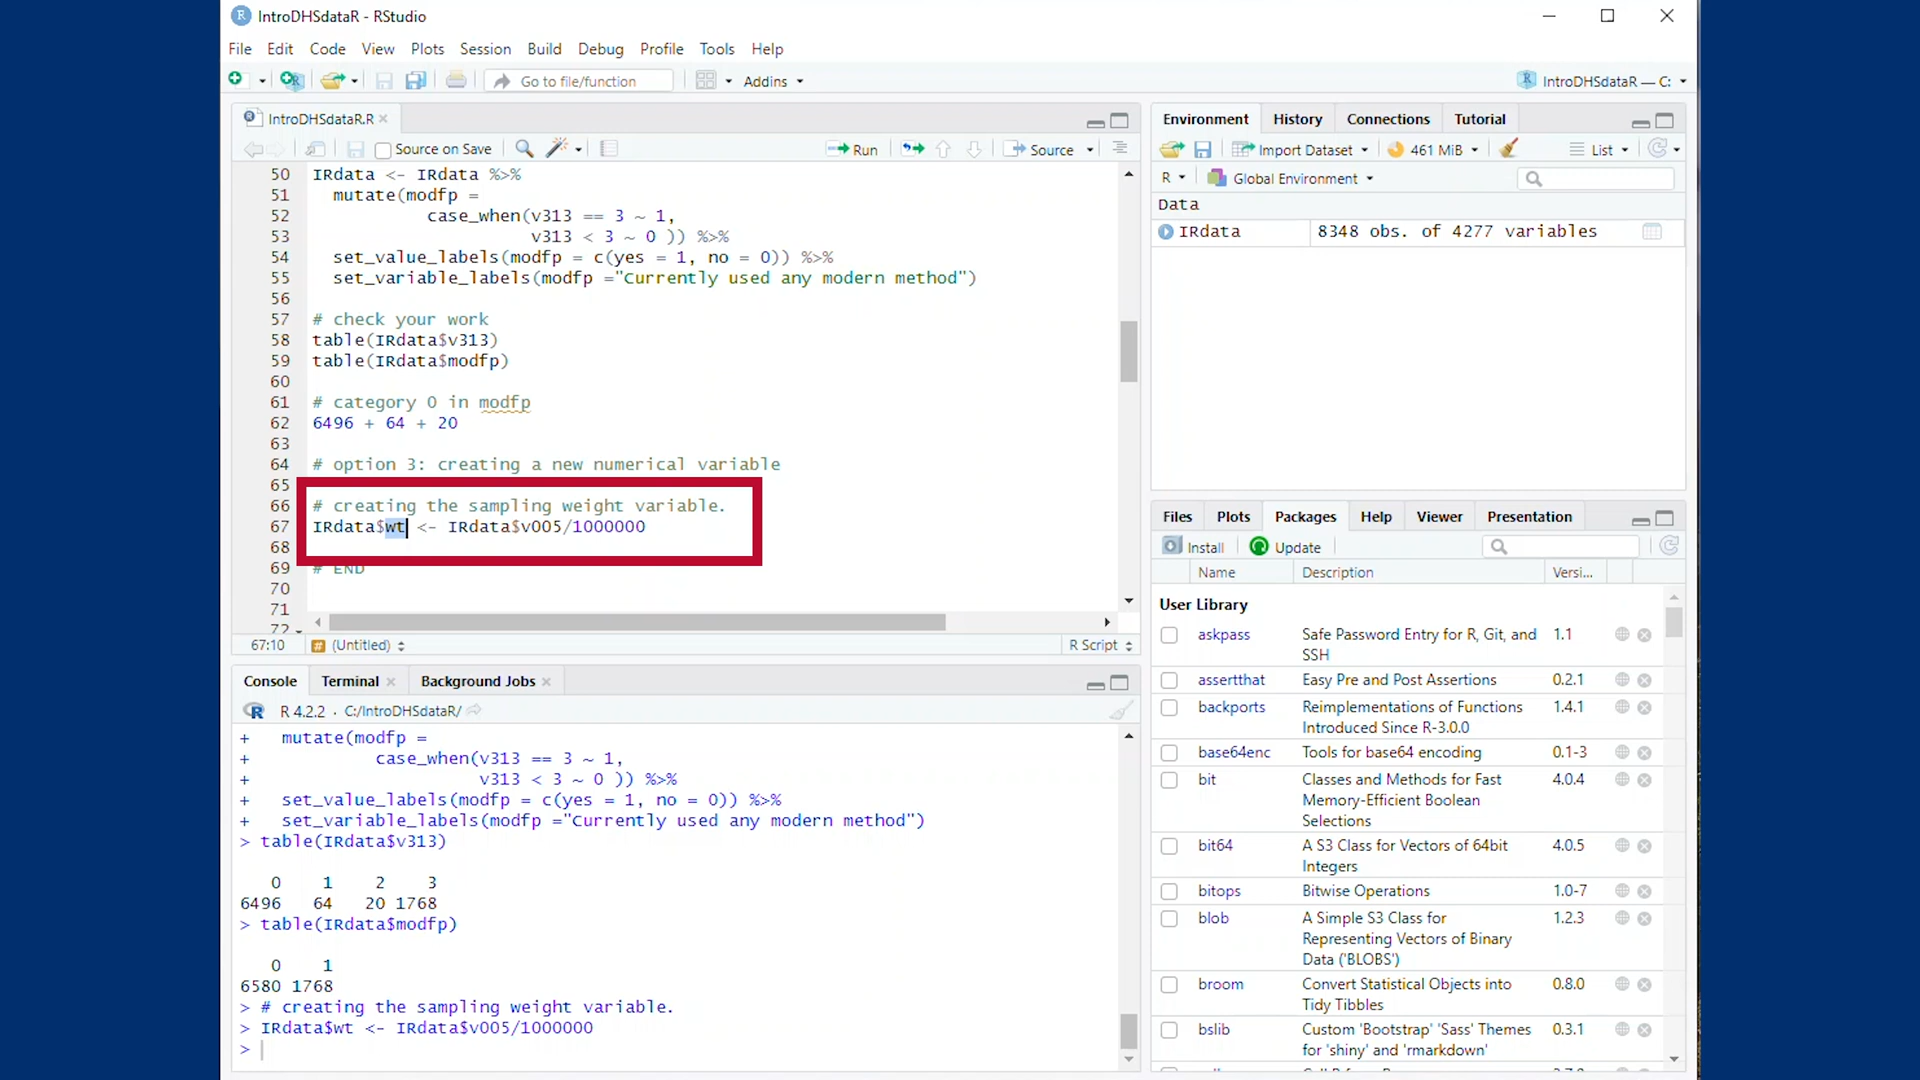 IntroDHSdataR - RStudio
File Edit Code View Plots Session Build Debug Profile Tools Help
Go to file/function Addins IntroDHSdataR — C:
IntroDHSdataR.R
Source on Save Run Source
50 IRdata <- IRdata %>%
51 mutate(modfp =
52 case_when(v313 == 3 ~ 1,
53 v313 < 3 ~ 0 )) %>%
54 set_value_labels(modfp = c(yes = 1, no = 0)) %>%
55 set_variable_labels(modfp ="Currently used any modern method")
56
57 # check your work
58 table(IRdata$v313)
59 table(IRdata$modfp)
60
61 # category 0 in modfp
62 6496 + 64 + 20
63
64 # option 3: creating a new numerical variable
65
66 # creating the sampling weight variable.
67 IRdata$wt <- IRdata$v005/1000000
68
69 # END
70
71
72
67:10 (Untitled) R Script
Console Terminal Background Jobs
R 4.2.2 · C:/IntroDHSdataR/
+ mutate(modfp =
+ case_when(v313 == 3 ~ 1,
+ v313 < 3 ~ 0 )) %>%
+ set_value_labels(modfp = c(yes = 1, no = 0)) %>%
+ set_variable_labels(modfp ="Currently used any modern method")
> table(IRdata$v313)
0 1 2 3
6496 64 20 1768
> table(IRdata$modfp)
0 1
6580 1768
> # creating the sampling weight variable.
> IRdata$wt <- IRdata$v005/1000000
>
Environment History Connections Tutorial
Import Dataset 461 MiB List
R Global Environment
Data
IRdata 8348 obs. of 4277 variables
Files Plots Packages Help Viewer Presentation
Install Update
Name Description Versi...
User Library
askpass Safe Password Entry for R, Git, and SSH 1.1
assertthat Easy Pre and Post Assertions 0.2.1
backports Reimplementations of Functions Introduced Since R-3.0.0 1.4.1
base64enc Tools for base64 encoding 0.1-3
bit Classes and Methods for Fast Memory-Efficient Boolean Selections 4.0.4
bit64 A S3 Class for Vectors of 64bit Integers 4.0.5
bitops Bitwise Operations 1.0-7
blob A Simple S3 Class for Representing Vectors of Binary Data ('BLOBS') 1.2.3
broom Convert Statistical Objects into Tidy Tibbles 0.8.0
bslib Custom 'Bootstrap' 'Sass' Themes for 'shiny' and 'rmarkdown' 0.3.1